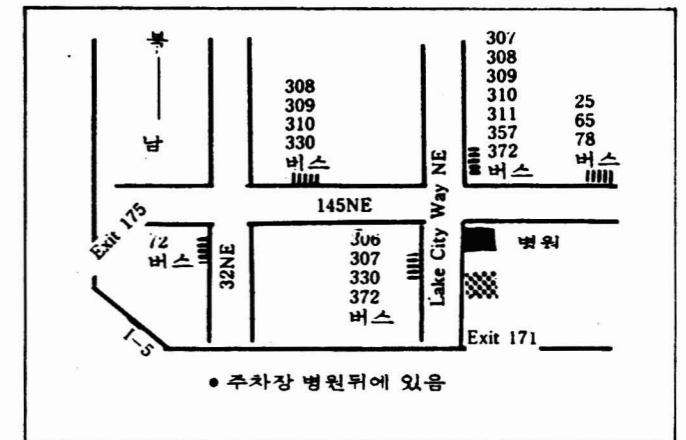 북
남
308
309
310
330
버스
307
308
309
310
311
357
372
버스
25
65
78
버스
145NE
Lake City Way NE
Exit 175
72
버스
32NE
306
307
330
372
버스
병원
I-5
Exit 171
• 주차장 병원뒤에 있음